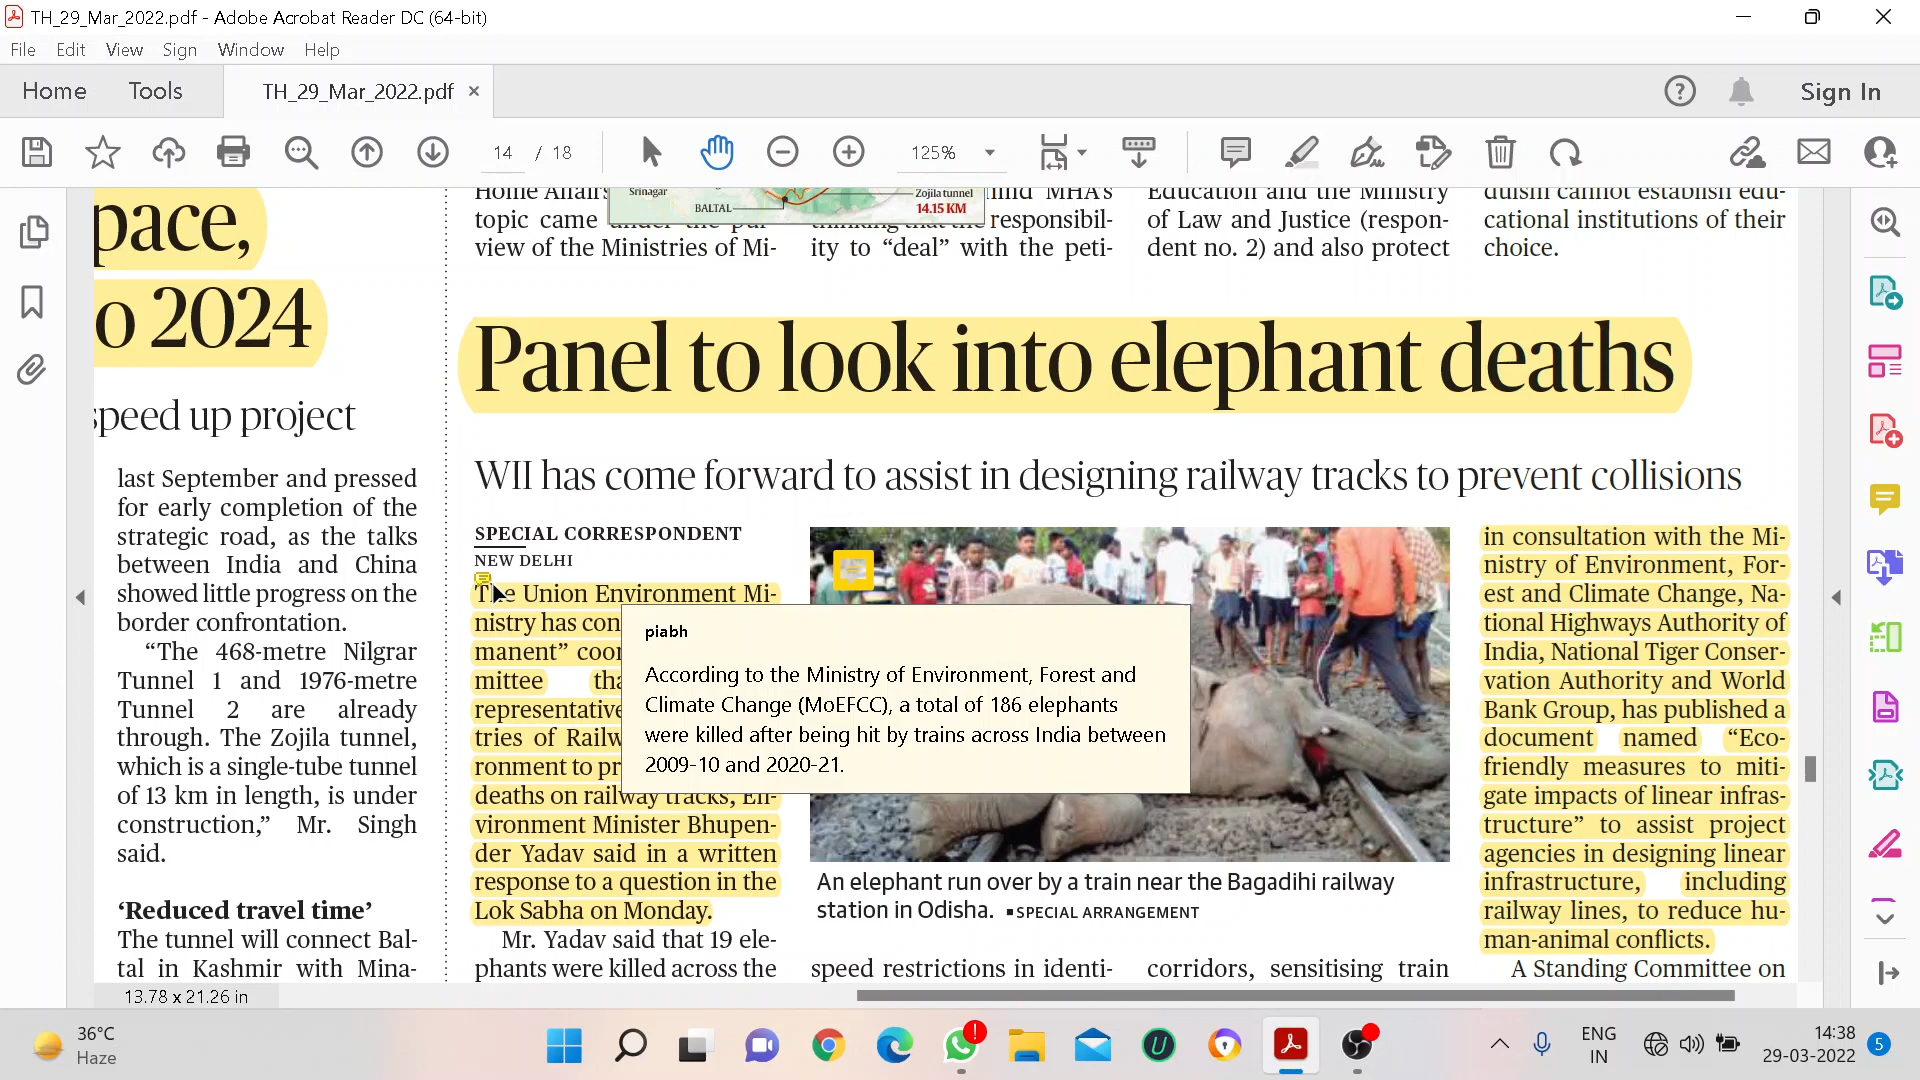 TH_29_Mar_2022.pdf - Adobe Acrobat Reader DC (64-bit)
File Edit View Sign Window Help
Home Tools TH_29_Mar_2022.pdf × Sign In
14 / 18 125%
pace,
o 2024
speed up project
last September and pressed
for early completion of the
strategic road, as the talks
between India and China
showed little progress on the
border confrontation.
“The 468-metre Nilgrar
Tunnel 1 and 1976-metre
Tunnel 2 are already
through. The Zojila tunnel,
which is a single-tube tunnel
of 13 km in length, is under
construction,” Mr. Singh
said.
‘Reduced travel time’
The tunnel will connect Bal-
tal in Kashmir with Mina-
Home Affairs
topic came under the pur-
view of the Ministries of Mi-
Srinagar
BALTAL
Zojila tunnel
14.15 KM
MHA's
thinking that the responsibil-
ity to “deal” with the peti-
Education and the Ministry
of Law and Justice (respon-
dent no. 2) and also protect
duism cannot establish edu-
cational institutions of their
choice.
Panel to look into elephant deaths
WII has come forward to assist in designing railway tracks to prevent collisions
SPECIAL CORRESPONDENT
NEW DELHI
The Union Environment Mi-
nistry has con
manent” coor
mittee tha
representative
tries of Railw
ronment to pr
deaths on railway tracks, En-
vironment Minister Bhupen-
der Yadav said in a written
response to a question in the
Lok Sabha on Monday.
Mr. Yadav said that 19 ele-
phants were killed across the
piabh
According to the Ministry of Environment, Forest and
Climate Change (MoEFCC), a total of 186 elephants
were killed after being hit by trains across India between
2009-10 and 2020-21.
An elephant run over by a train near the Bagadihi railway
station in Odisha. ▪SPECIAL ARRANGEMENT
speed restrictions in identi-
corridors, sensitising train
in consultation with the Mi-
nistry of Environment, For-
est and Climate Change, Na-
tional Highways Authority of
India, National Tiger Conser-
vation Authority and World
Bank Group, has published a
document named “Eco-
friendly measures to miti-
gate impacts of linear infras-
tructure” to assist project
agencies in designing linear
infrastructure, including
railway lines, to reduce hu-
man-animal conflicts.
A Standing Committee on
13.78 x 21.26 in
36°C
Haze
ENG
IN
14:38
29-03-2022
5